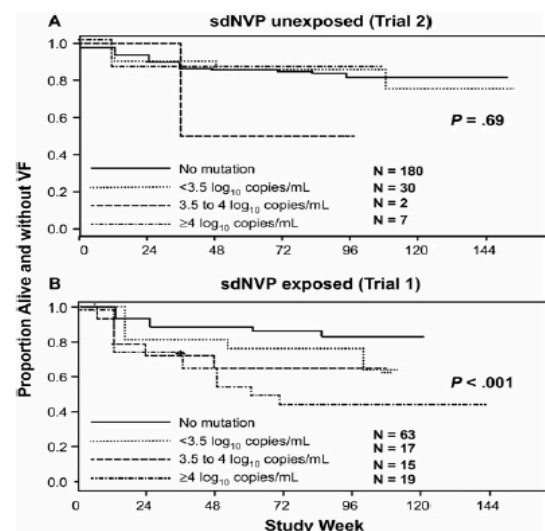 A sdNVP unexposed (Trial 2)
1.0
0.8
0.6
0.4
0.2
0.0
P = .69
No mutation N = 180
<3.5 log10 copies/mL N = 30
3.5 to 4 log10 copies/mL N = 2
≥4 log10 copies/mL N = 7
0 24 48 72 96 120 144
Proportion Alive and without VF
B sdNVP exposed (Trial 1)
1.0
0.8
0.6
0.4
0.2
0.0
P < .001
No mutation N = 63
<3.5 log10 copies/mL N = 17
3.5 to 4 log10 copies/mL N = 15
≥4 log10 copies/mL N = 19
0 24 48 72 96 120 144
Study Week